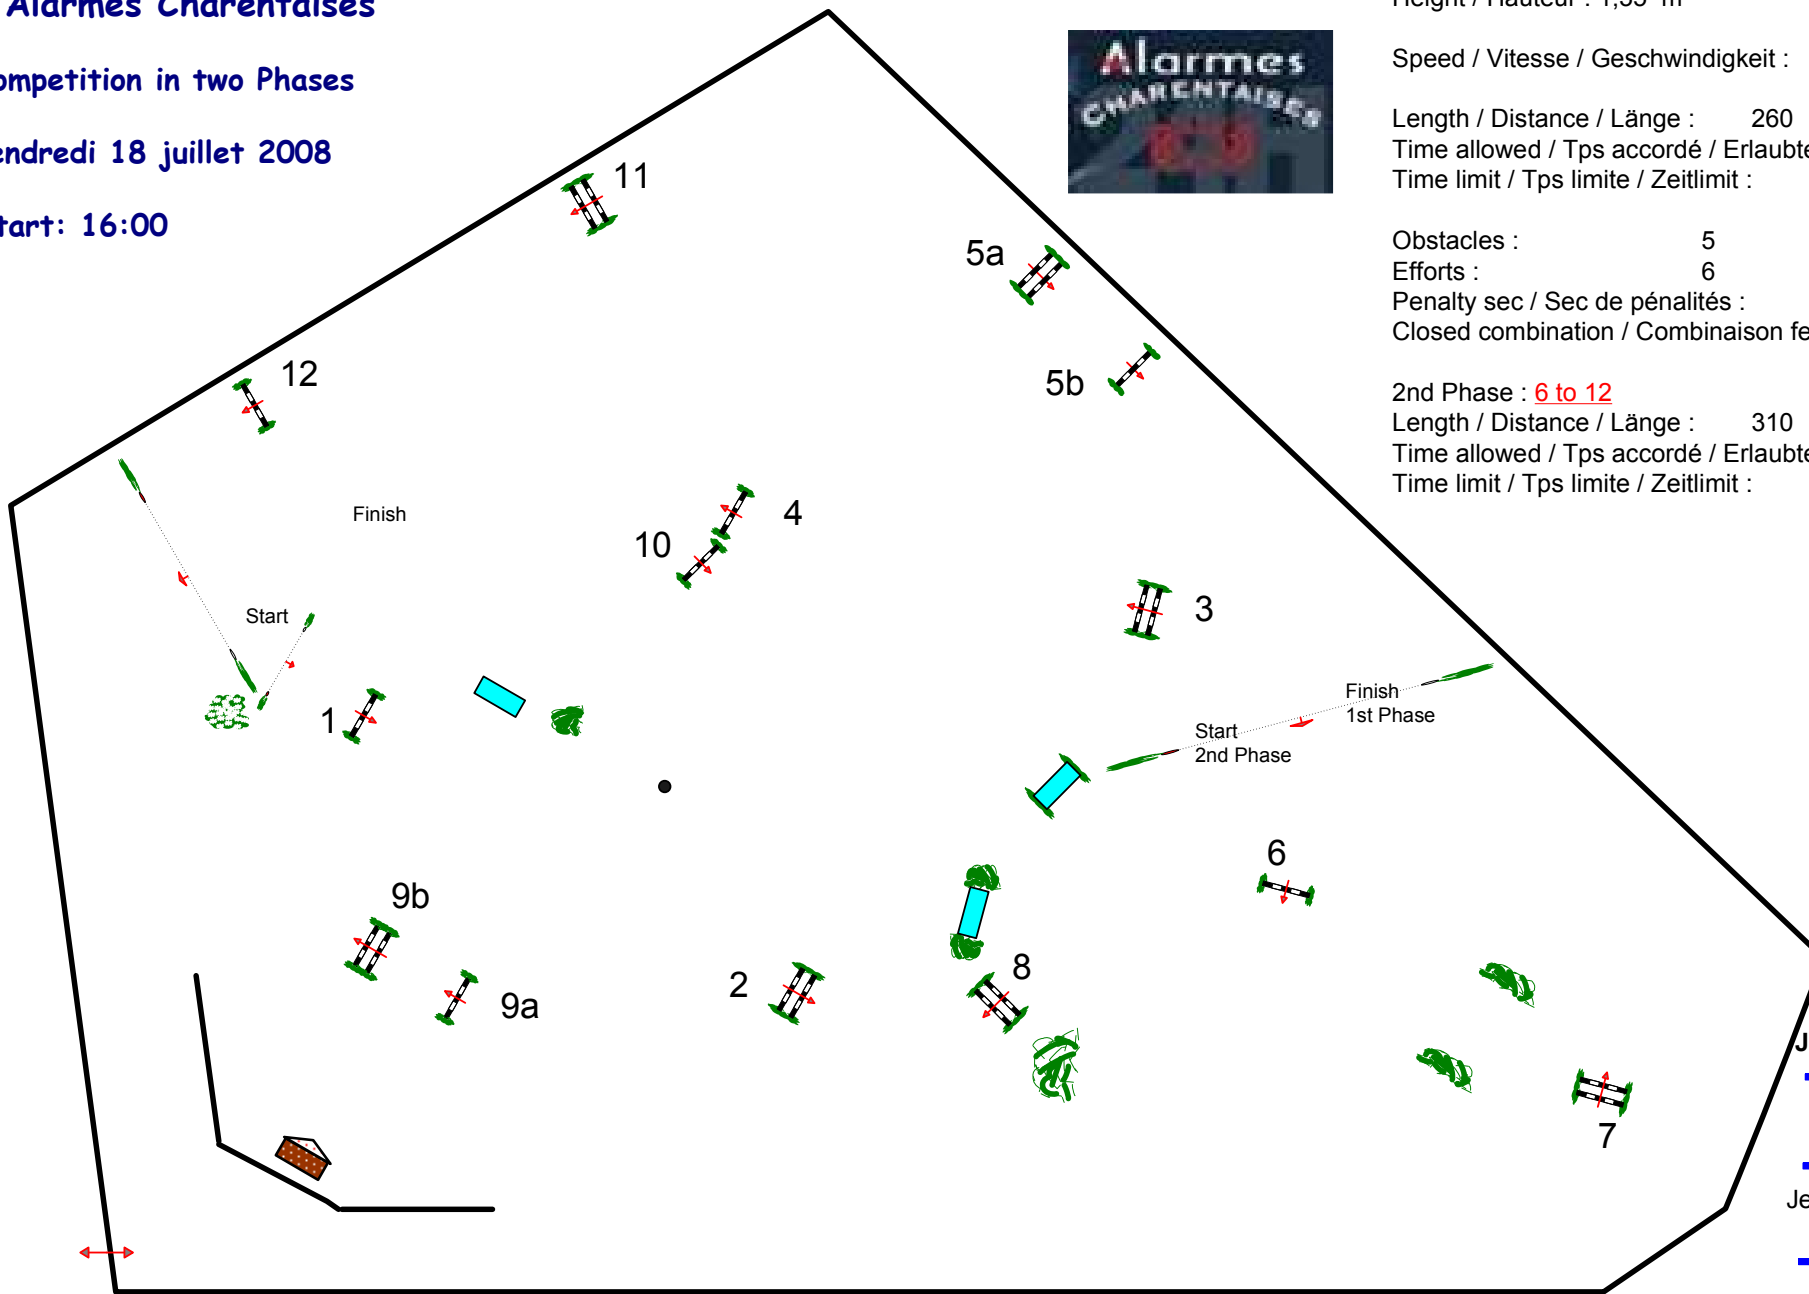 Alarmes Charentaises
ompetition in two Phases
endredi 18 juillet 2008
tart: 16:00
Alarmes
CHARENTAISES
Height / Hauteur : 1,35 m
Speed / Vitesse / Geschwindigkeit :
Length / Distance / Länge : 260
Time allowed / Tps accordé / Erlaubte
Time limit / Tps limite / Zeitlimit :
Obstacles : 5
Efforts : 6
Penalty sec / Sec de pénalités :
Closed combination / Combinaison fe
2nd Phase : 6 to 12
Length / Distance / Länge : 310
Time allowed / Tps accordé / Erlaubte
Time limit / Tps limite / Zeitlimit :
11
5a
12
5b
Finish
4
10
3
Start
1
Finish
1st Phase
Start
2nd Phase
6
9b
8
2
9a
J
7
Je